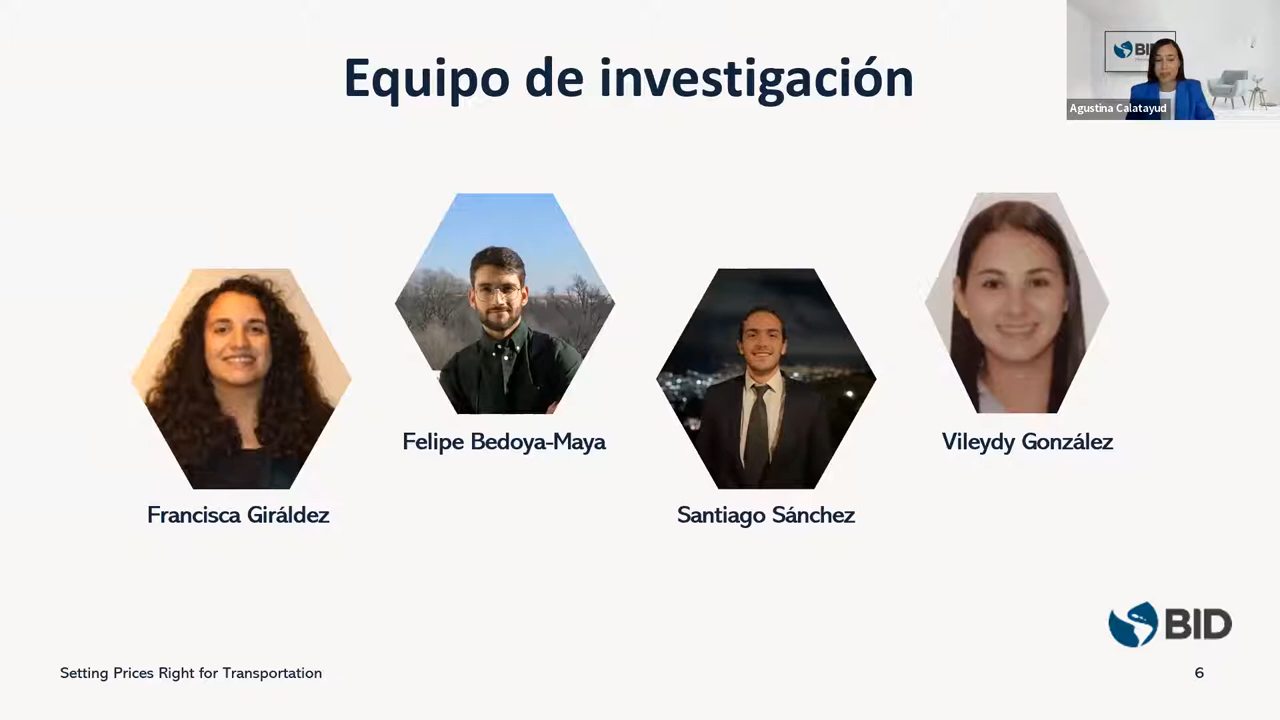 Equipo de investigación
BI
Agustina Calatayud
Felipe Bedoya-Maya
Vileydy González
Francisca Giráldez
Santiago Sánchez
BID
Setting Prices Right for Transportation
6